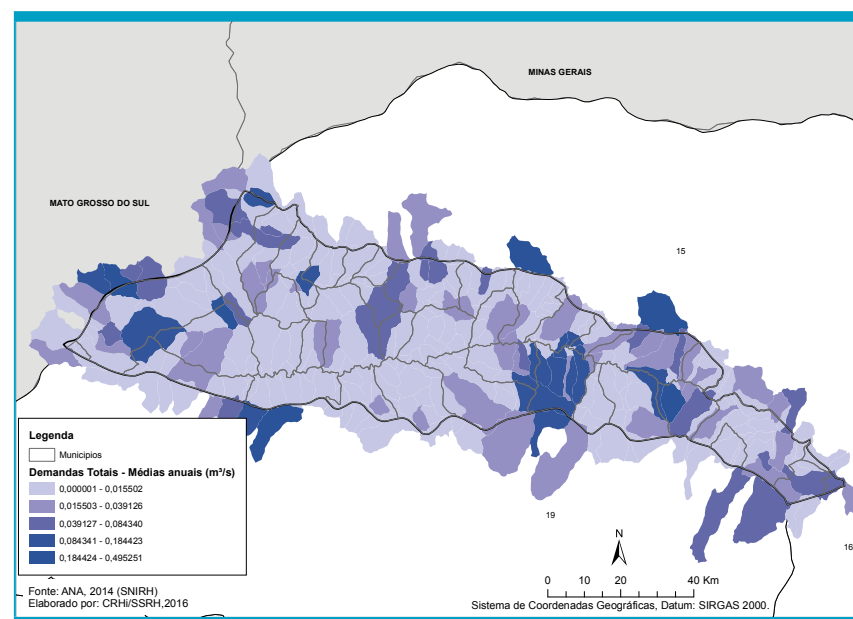 MINAS GERAIS
MATO GROSSO DO SUL
15
Legenda
Municípios
Demandas Totais - Médias anuais (m³/s)
0,000001 - 0,015502
0,015503 - 0,039126
0,039127 - 0,084340
0,084341 - 0,184423
0,184424 - 0,495251
19
N
16
0 10 20 40 Km
Fonte: ANA, 2014 (SNIRH)
Elaborado por: CRHi/SSRH,2016
Sistema de Coordenadas Geográficas, Datum: SIRGAS 2000.